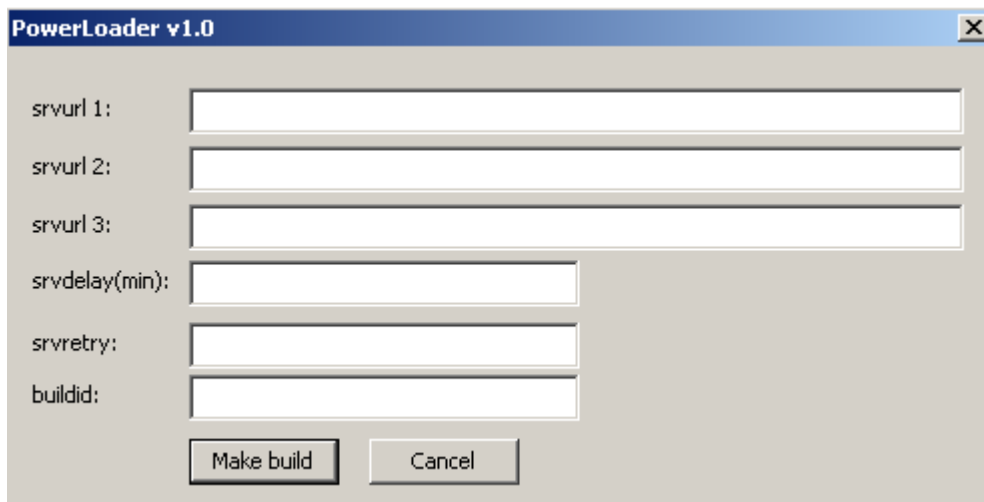 PowerLoader v1.0
srvurl 1:
srvurl 2:
srvurl 3:
srvdelay(min):
srvretry:
buildid:
Make build Cancel